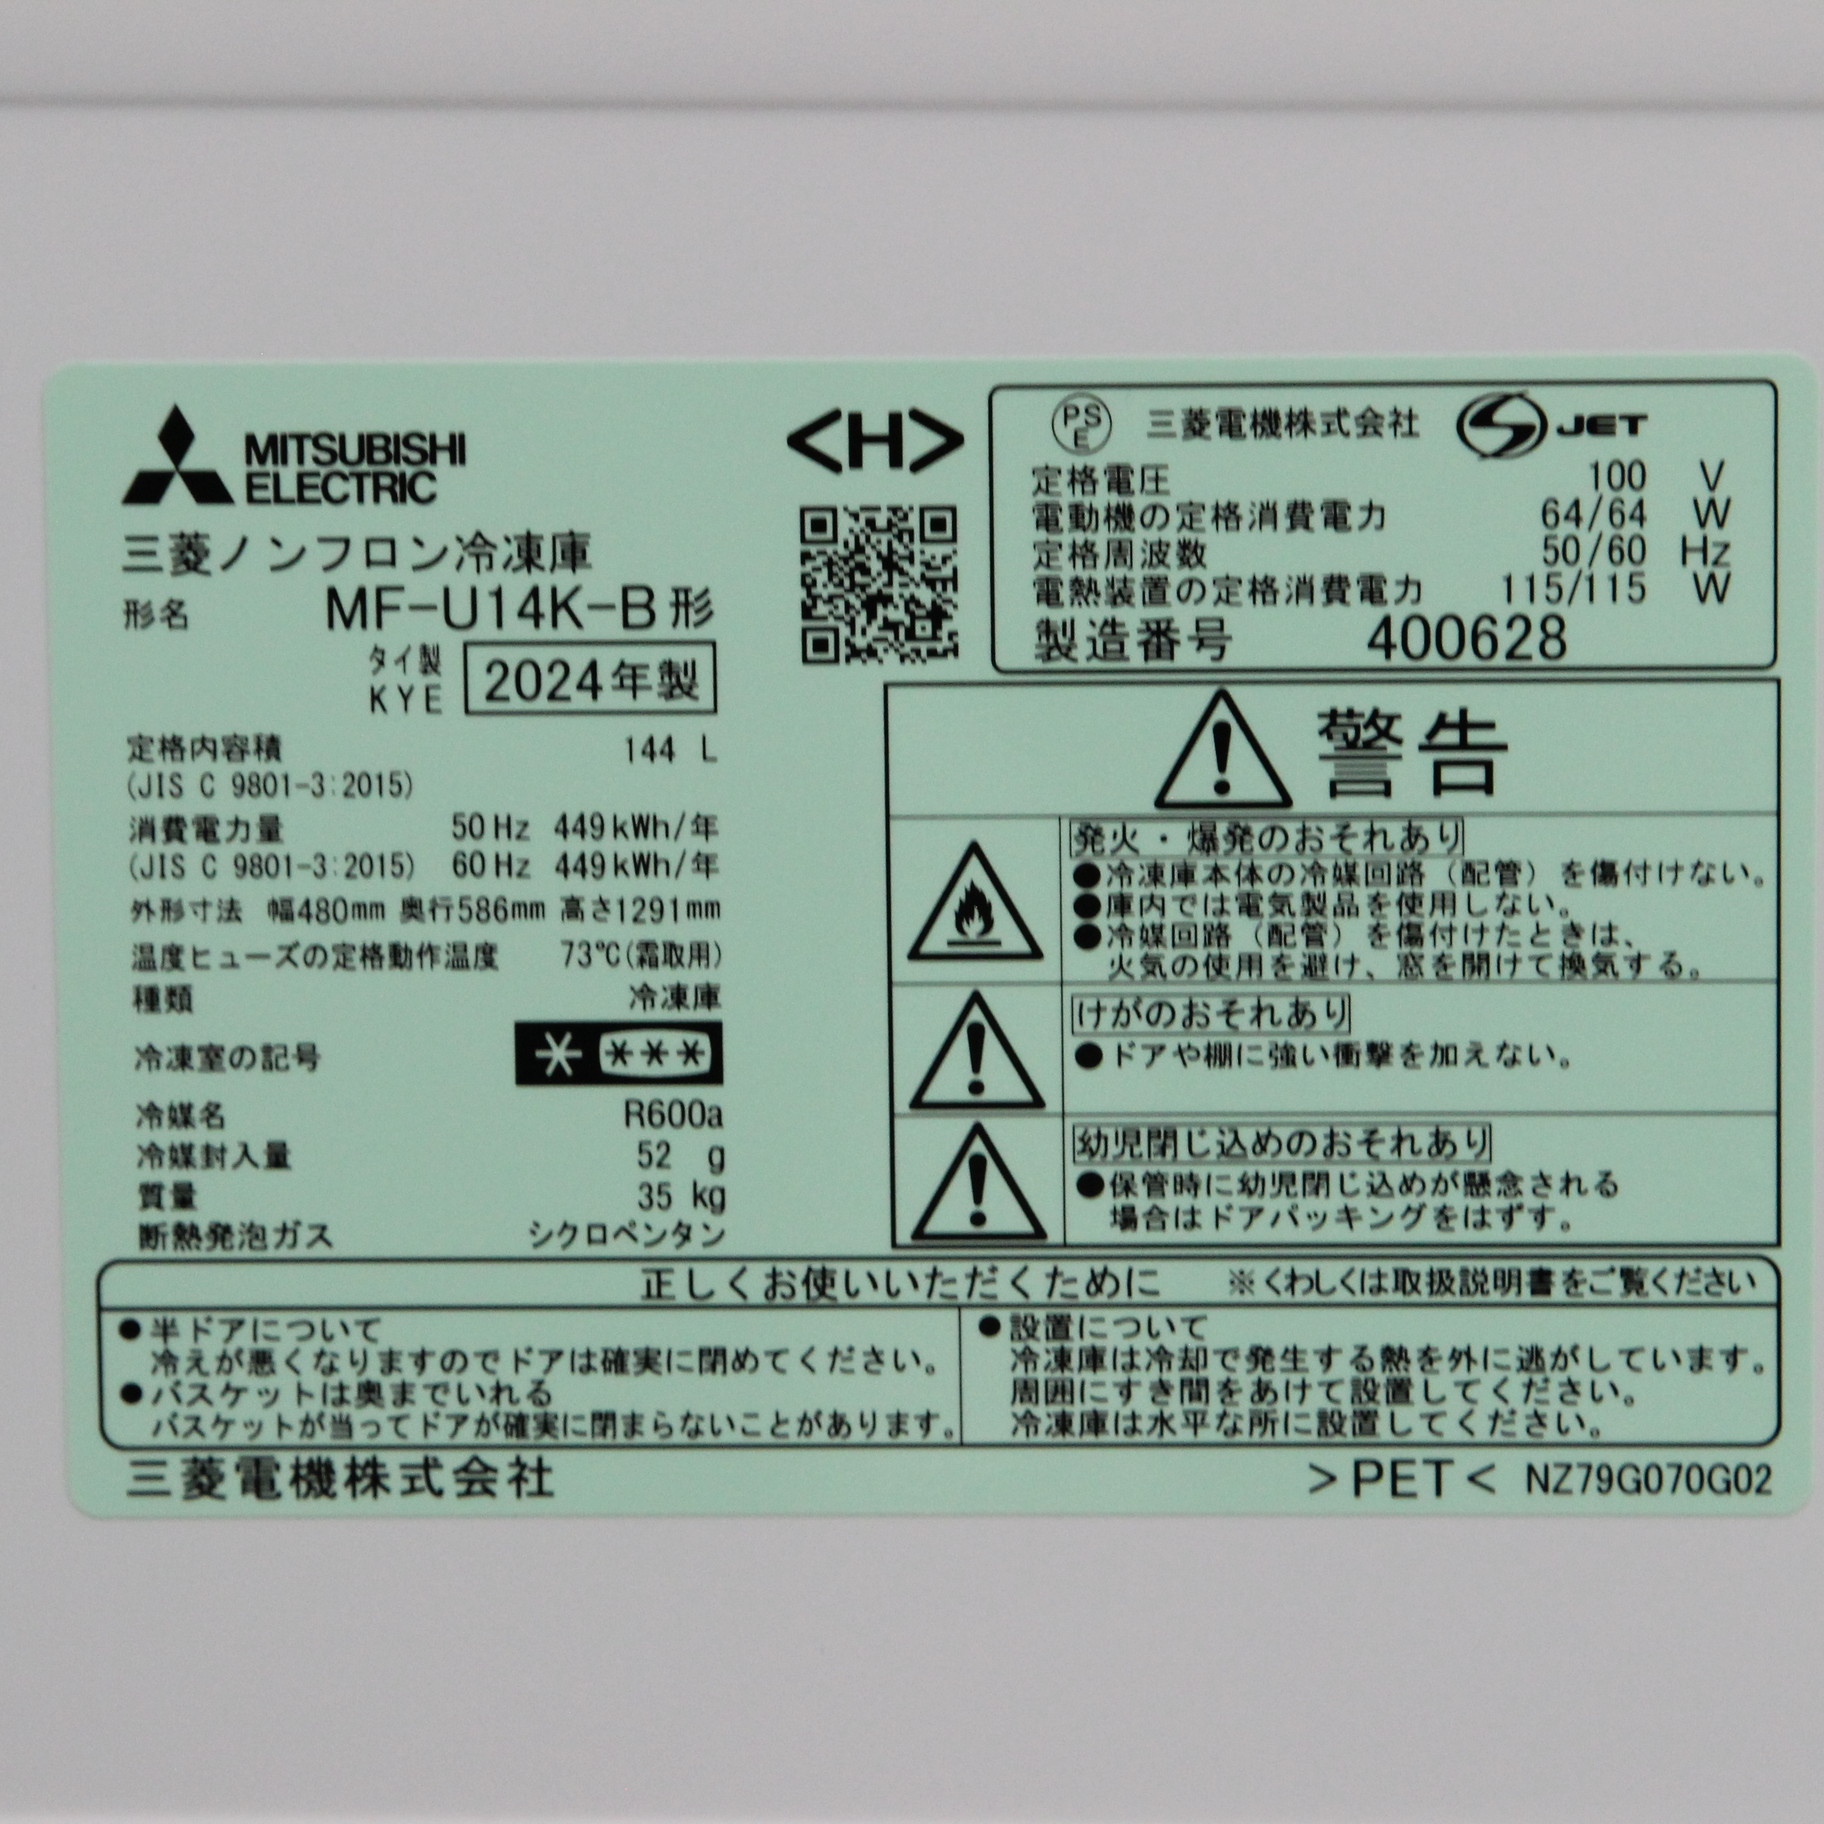 MITSUBISHI
ELECTRIC
三菱ノンフロン冷凍庫
形名 MF-U14K-B形
タイ製
KYE
2024年製
定格内容積 144 L
(JIS C 9801-3:2015)
消費電力量 50Hz 449kWh/年
(JIS C 9801-3:2015) 60Hz 449kWh/年
外形寸法 幅480mm 奥行586mm 高さ1291mm
温度ヒューズの定格動作温度 73℃(霜取用)
種類 冷凍庫
冷凍室の記号 * ***
冷媒名 R600a
冷媒封入量 52 g
質量 35 kg
断熱発泡ガス シクロペンタン
<H>
PS
E
三菱電機株式会社 JET
定格電圧 100 V
電動機の定格消費電力 64/64 W
定格周波数 50/60 Hz
電熱装置の定格消費電力 115/115 W
製造番号 400628
警告
発火・爆発のおそれあり
●冷凍庫本体の冷媒回路（配管）を傷付けない。
●庫内では電気製品を使用しない。
●冷媒回路（配管）を傷付けたときは、
火気の使用を避け、窓を開けて換気する。
けがのおそれあり
●ドアや棚に強い衝撃を加えない。
幼児閉じ込めのおそれあり
●保管時に幼児閉じ込めが懸念される
場合はドアパッキングをはずす。
正しくお使いいただくために ※くわしくは取扱説明書をご覧ください
●半ドアについて
冷えが悪くなりますのでドアは確実に閉めてください。
●バスケットは奥までいれる
バスケットが当ってドアが確実に閉まらないことがあります。
●設置について
冷凍庫は冷却で発生する熱を外に逃がしています。
周囲にすき間をあけて設置してください。
冷凍庫は水平な所に設置してください。
三菱電機株式会社
>PET< NZ79G070G02